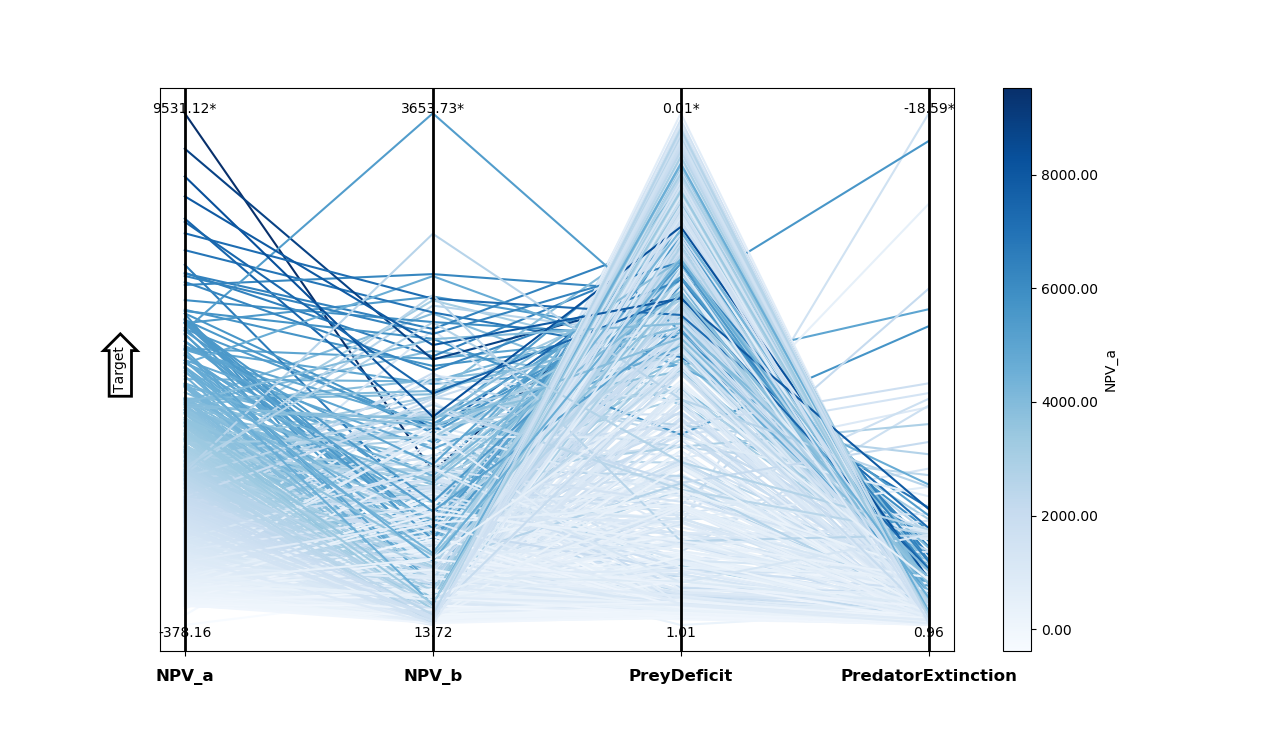 9531.12* 3653.73* 0.01* -18.59*
Target
-378.16 13.72 1.01 0.96
NPV_a NPV_b PreyDeficit PredatorExtinction
8000.00
6000.00
4000.00
2000.00
0.00
NPV_a